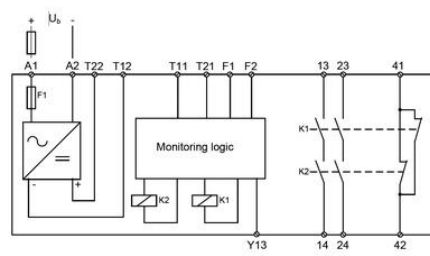 + Ub -
A1 A2 T22 T12 T11 T21 F1 F2 13 23 41
F1
K1
Monitoring logic
- +
K2 K1 K2
Y13 14 24 42